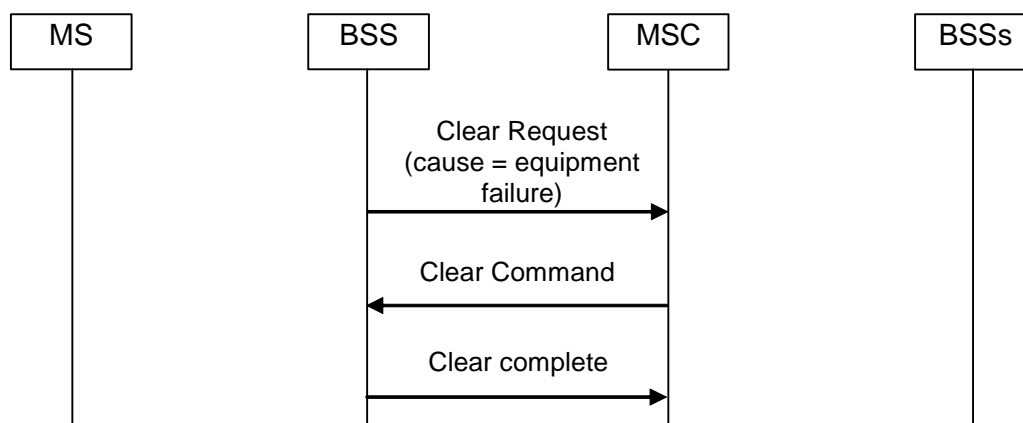 MS
BSS
MSC
BSSs
Clear Request
(cause = equipment
failure)
Clear Command
Clear complete